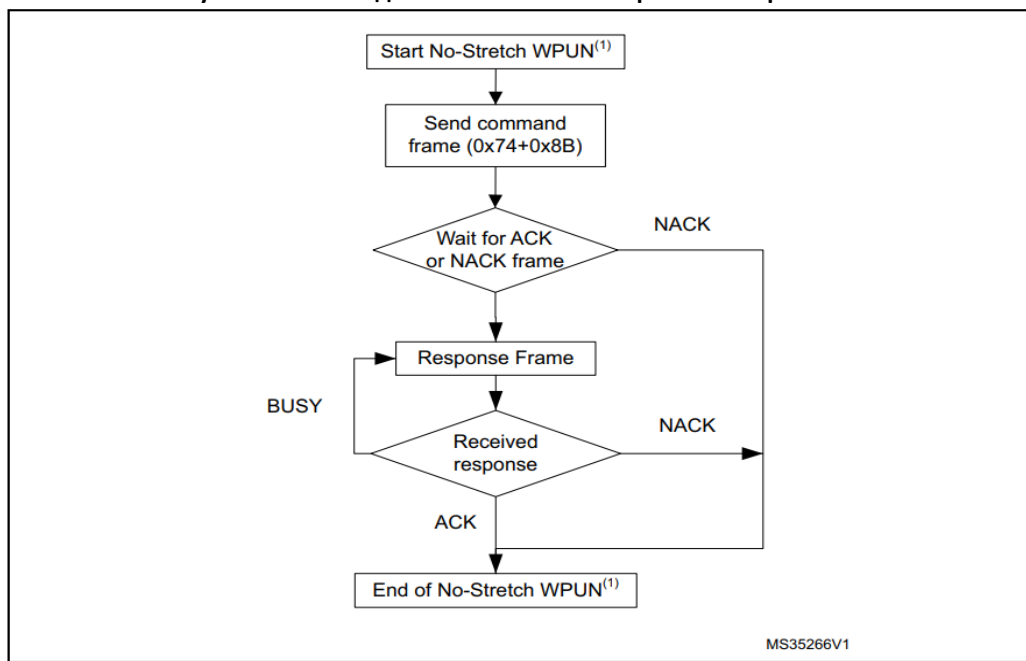 Start No-Stretch WPUN(1)
Send command
frame (0x74+0x8B)
Wait for ACK
or NACK frame
NACK
Response Frame
BUSY
Received
response
NACK
ACK
End of No-Stretch WPUN(1)
MS35266V1